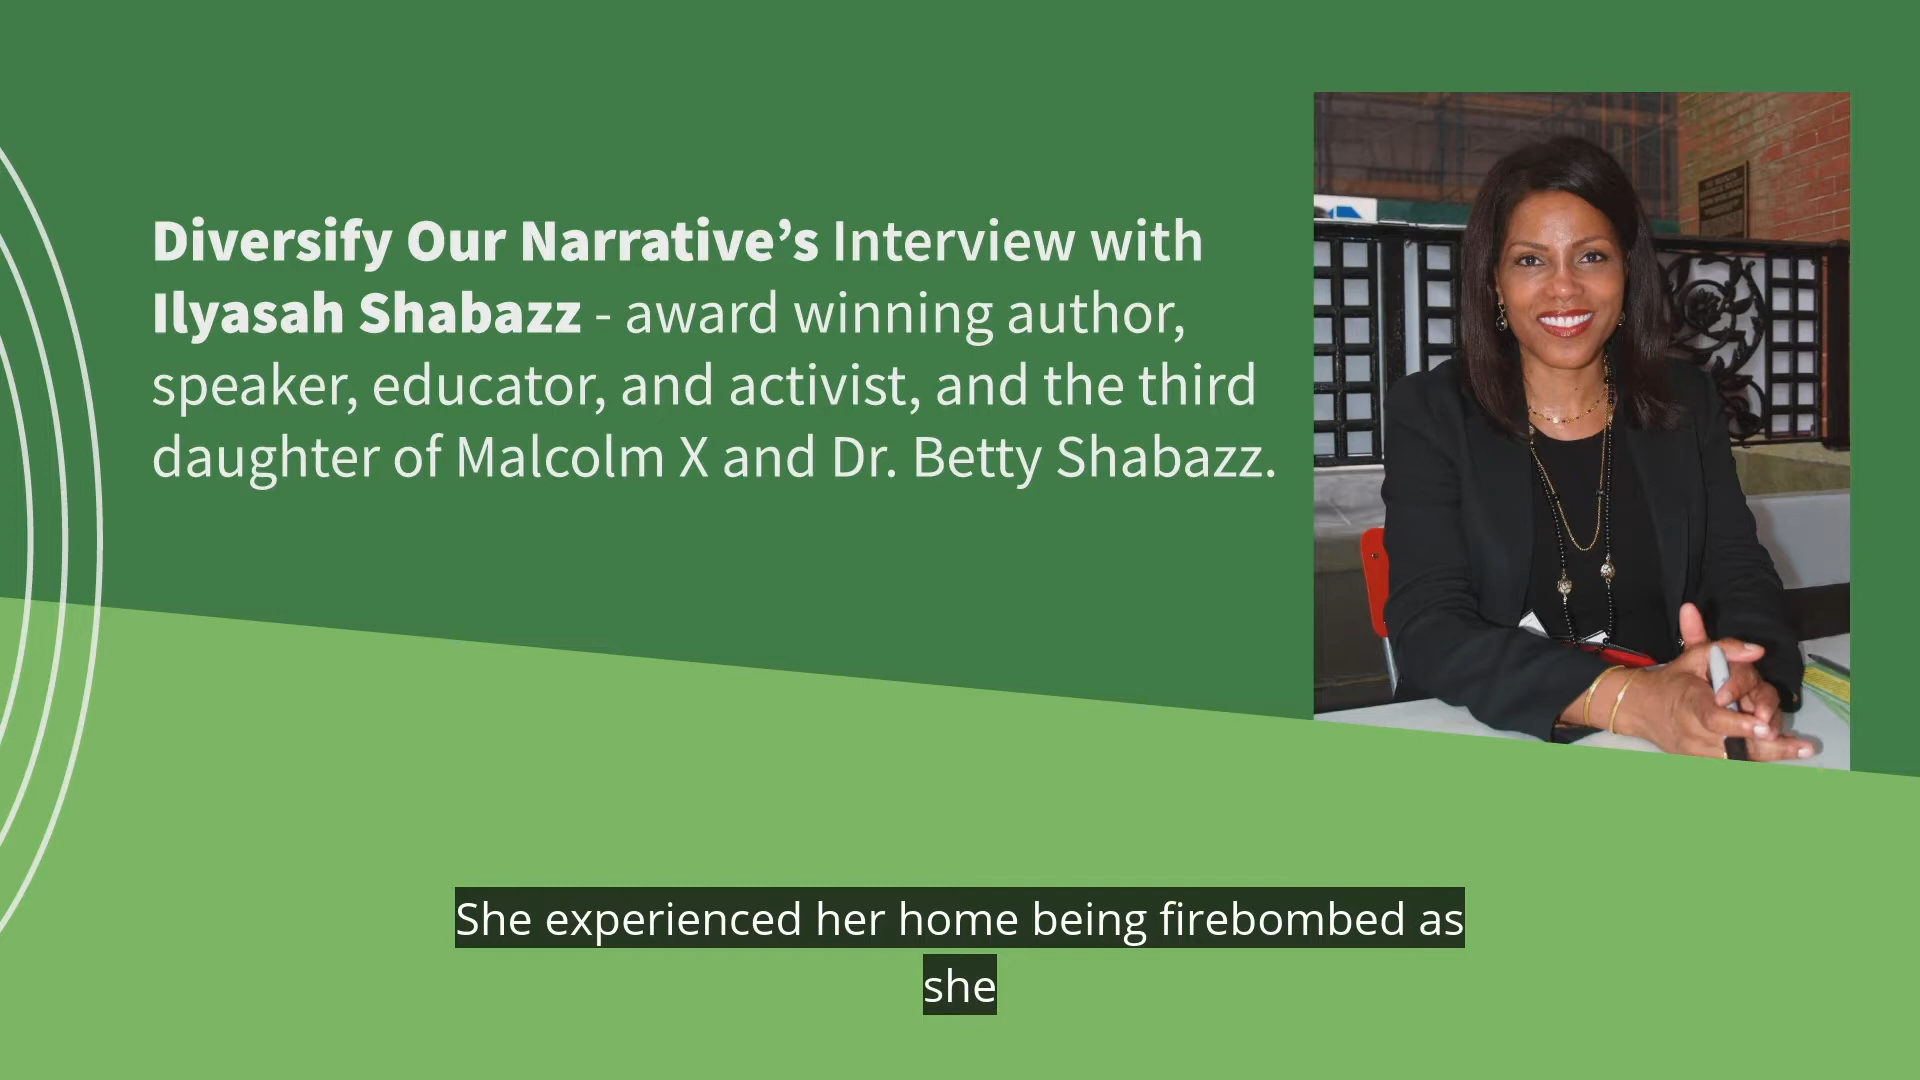 Diversify Our Narrative’s Interview with
Ilyasah Shabazz - award winning author,
speaker, educator, and activist, and the third
daughter of Malcolm X and Dr. Betty Shabazz.
She experienced her home being firebombed as
she